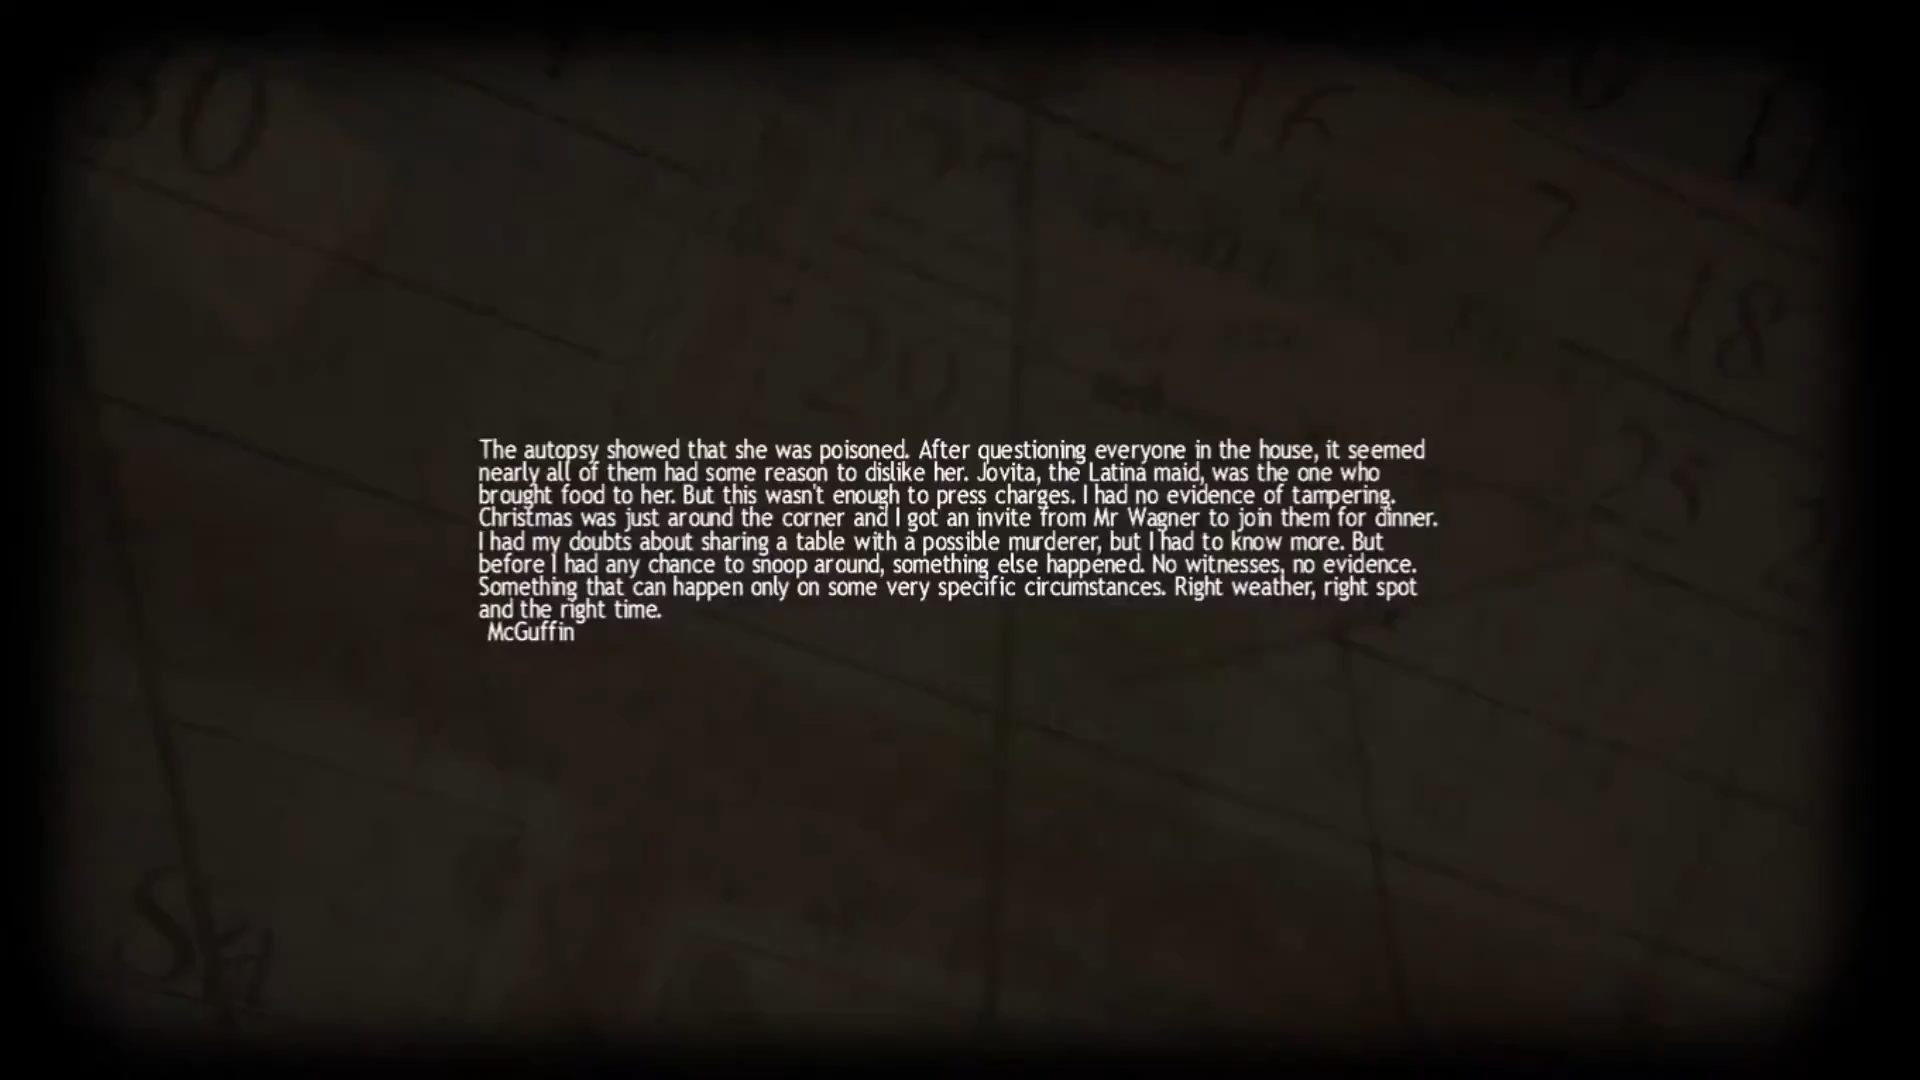 The autopsy showed that she was poisoned. After questioning everyone in the house, it seemed
nearly all of them had some reason to dislike her. Jovita, the Latina maid, was the one who
brought food to her. But this wasn't enough to press charges. I had no evidence of tampering.
Christmas was just around the corner and I got an invite from Mr Wagner to join them for dinner.
I had my doubts about sharing a table with a possible murderer, but I had to know more. But
before I had any chance to snoop around, something else happened. No witnesses, no evidence.
Something that can happen only on some very specific circumstances. Right weather, right spot
and the right time.
McGuffin
30
16
18
20
25